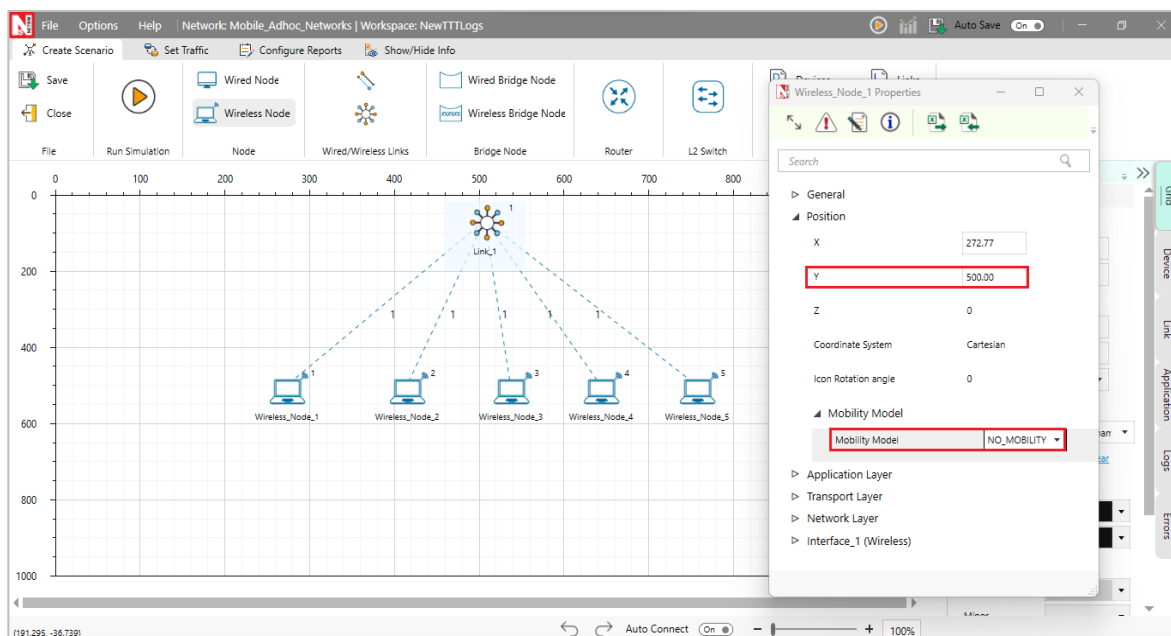 File Options Help Network: Mobile_Adhoc_Networks | Workspace: NewTTTLogs Auto Save On
Create Scenario Set Traffic Configure Reports Show/Hide Info
Save Wired Node Wired Bridge Node
Close Wireless Node Wireless Bridge Node
File Run Simulation Node Wired/Wireless Links Bridge Node Router L2 Switch
Wireless_Node_1 Properties
Search
General
Position
X 272.77
Y 500.00
Z 0
Coordinate System Cartesian
Icon Rotation angle 0
Mobility Model
Mobility Model NO_MOBILITY
Application Layer
Transport Layer
Network Layer
Interface_1 (Wireless)
0 100 200 300 400 500 600 700 800
0
200
400
600
800
1000
1
Link_1
1 1 1 1 1
1 2 3 4 5
Wireless_Node_1 Wireless_Node_2 Wireless_Node_3 Wireless_Node_4 Wireless_Node_5
Grid
Device
Link
Application
Logs
Errors
(191.295, -36.739)
Auto Connect On
100%